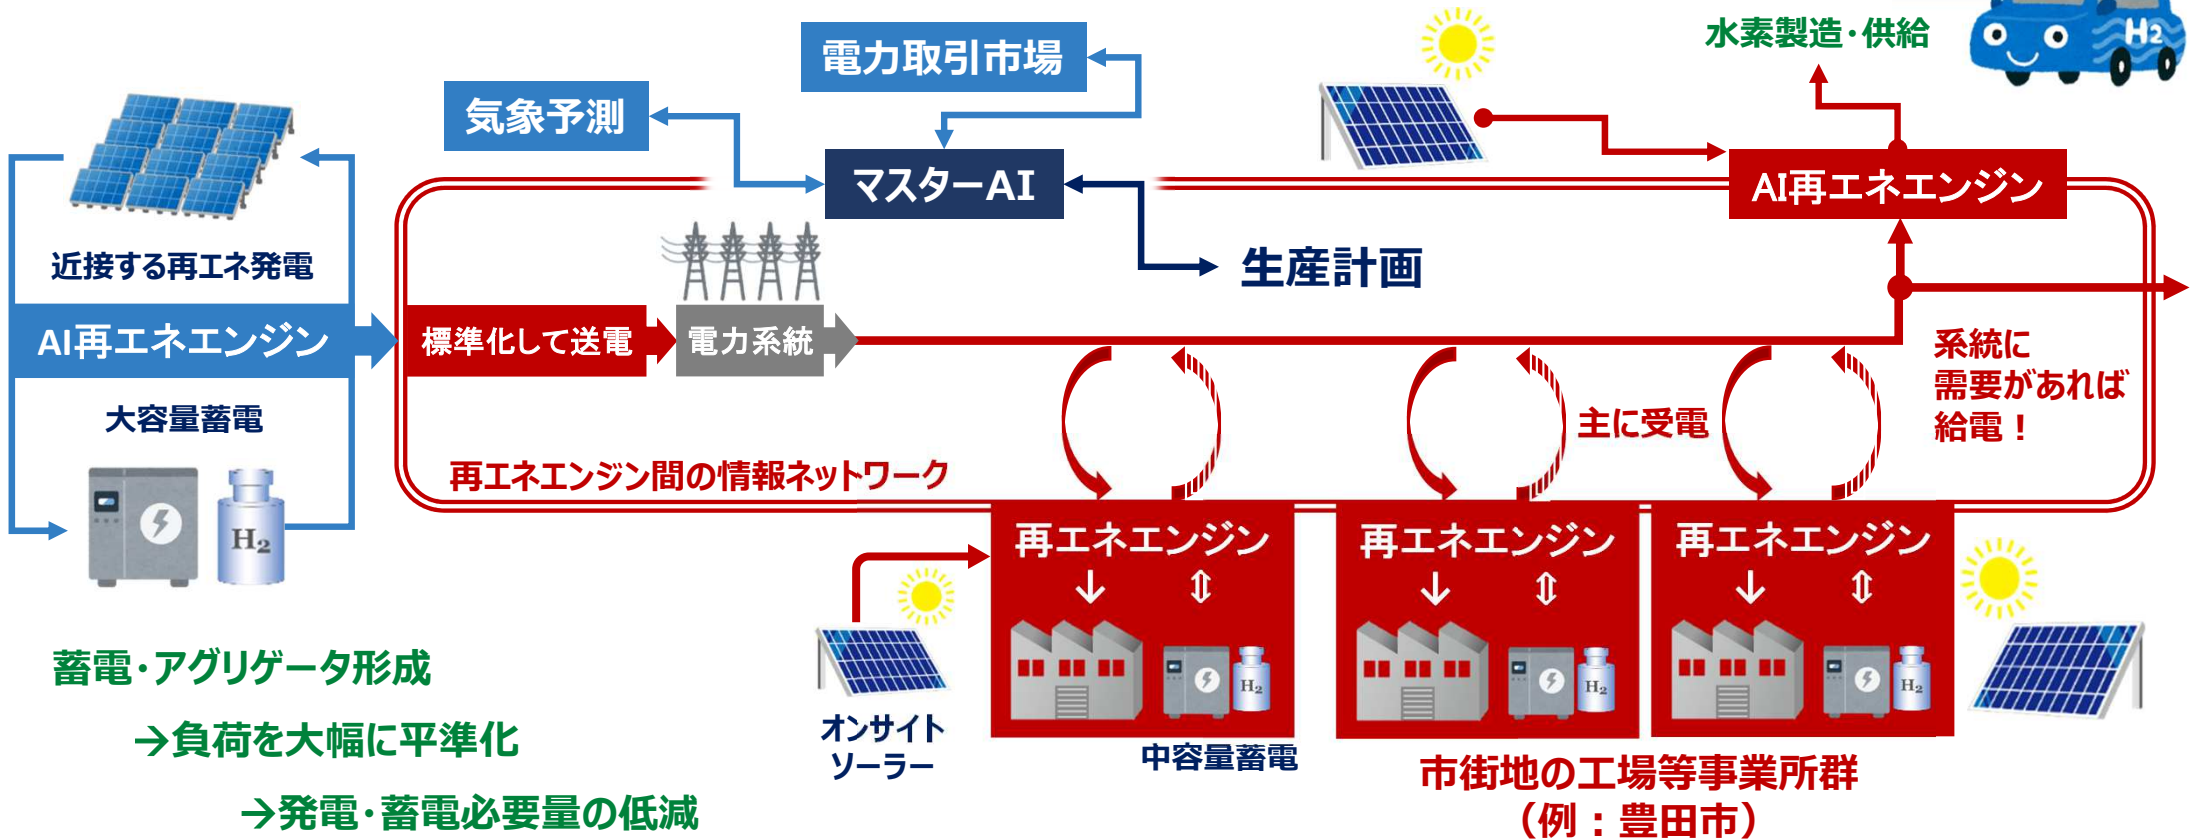 水素製造・供給
H2
電力取引市場
気象予測
マスターAI
AI再エネエンジン
生産計画
近接する再エネ発電
AI再エネエンジン
標準化して送電
電力系統
大容量蓄電
系統に
需要があれば
給電！
主に受電
再エネエンジン間の情報ネットワーク
H2
再エネエンジン
再エネエンジン
再エネエンジン
H2
H2
H2
オンサイト
ソーラー
中容量蓄電
市街地の工場等事業所群
（例：豊田市）
蓄電・アグリゲータ形成
→負荷を大幅に平準化
→発電・蓄電必要量の低減